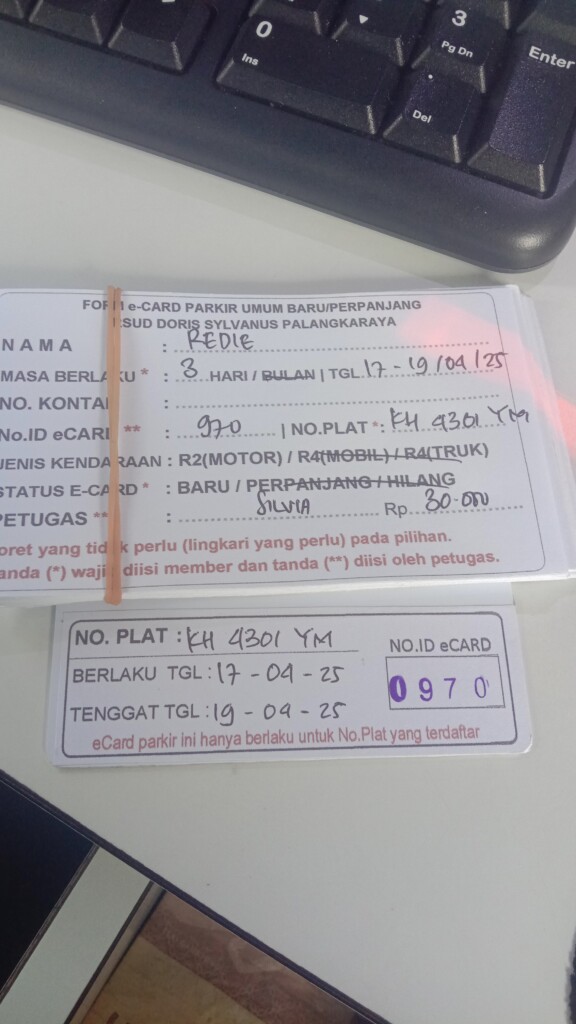 0
Ins
3
Pg Dn
.
Del
Enter
FORM e-CARD PARKIR UMUM BARU/PERPANJANG
RSUD DORIS SYLVANUS PALANGKARAYA
NAMA : REDIE
MASA BERLAKU * : 3 HARI / BULAN | TGL.17 - 19/04/25
NO. KONTAK :
No.ID eCARD ** : 970 | NO.PLAT *: KH 4301 YM
JENIS KENDARAAN : R2(MOTOR) / R4(MOBIL) / R4(TRUK)
STATUS E-CARD * : BARU / PERPANJANG / HILANG
PETUGAS ** : SILVIA Rp. 30.000
coret yang tidak perlu (lingkari yang perlu) pada pilihan.
tanda (*) wajib diisi member dan tanda (**) diisi oleh petugas.
NO. PLAT : KH 4301 YM
NO.ID eCARD
BERLAKU TGL : 17 - 04 - 25
0970
TENGGAT TGL : 19 - 04 - 25
eCard parkir ini hanya berlaku untuk No.Plat yang terdaftar